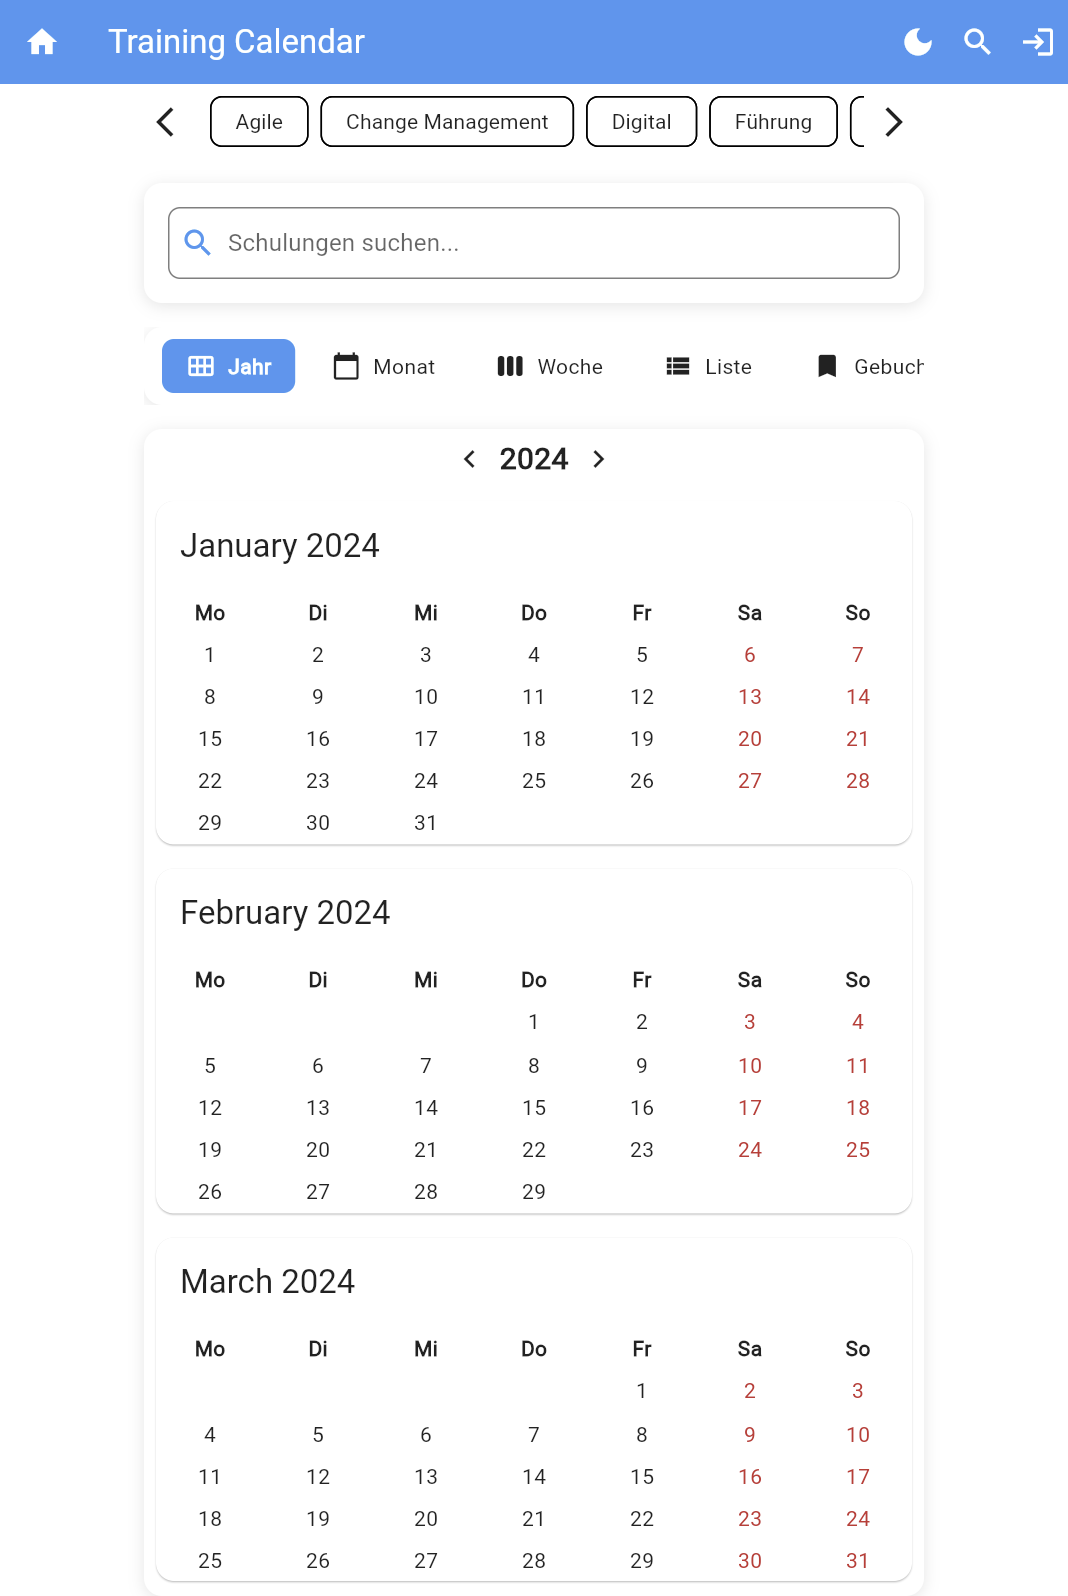 Training Calendar
Agile Change Management Digital Führung
Schulungen suchen...
Jahr Monat Woche Liste Gebuch
2024
January 2024
Mo Di Mi Do Fr Sa So
1 2 3 4 5 6 7
8 9 10 11 12 13 14
15 16 17 18 19 20 21
22 23 24 25 26 27 28
29 30 31
February 2024
Mo Di Mi Do Fr Sa So
1 2 3 4
5 6 7 8 9 10 11
12 13 14 15 16 17 18
19 20 21 22 23 24 25
26 27 28 29
March 2024
Mo Di Mi Do Fr Sa So
1 2 3
4 5 6 7 8 9 10
11 12 13 14 15 16 17
18 19 20 21 22 23 24
25 26 27 28 29 30 31